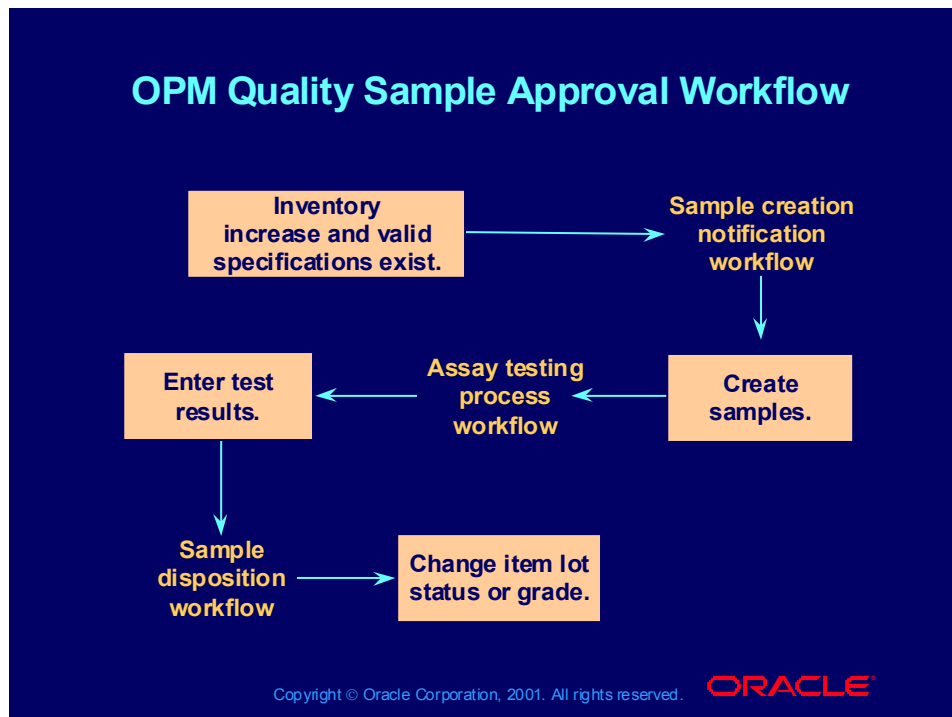 OPM Quality Sample Approval Workflow
Inventory
increase and valid
specifications exist.
Sample creation
notification
workflow
Enter test
results.
Assay testing
process
workflow
Create
samples.
Sample
disposition
workflow
Change item lot
status or grade.
Copyright © Oracle Corporation, 2001. All rights reserved.
ORACLE®